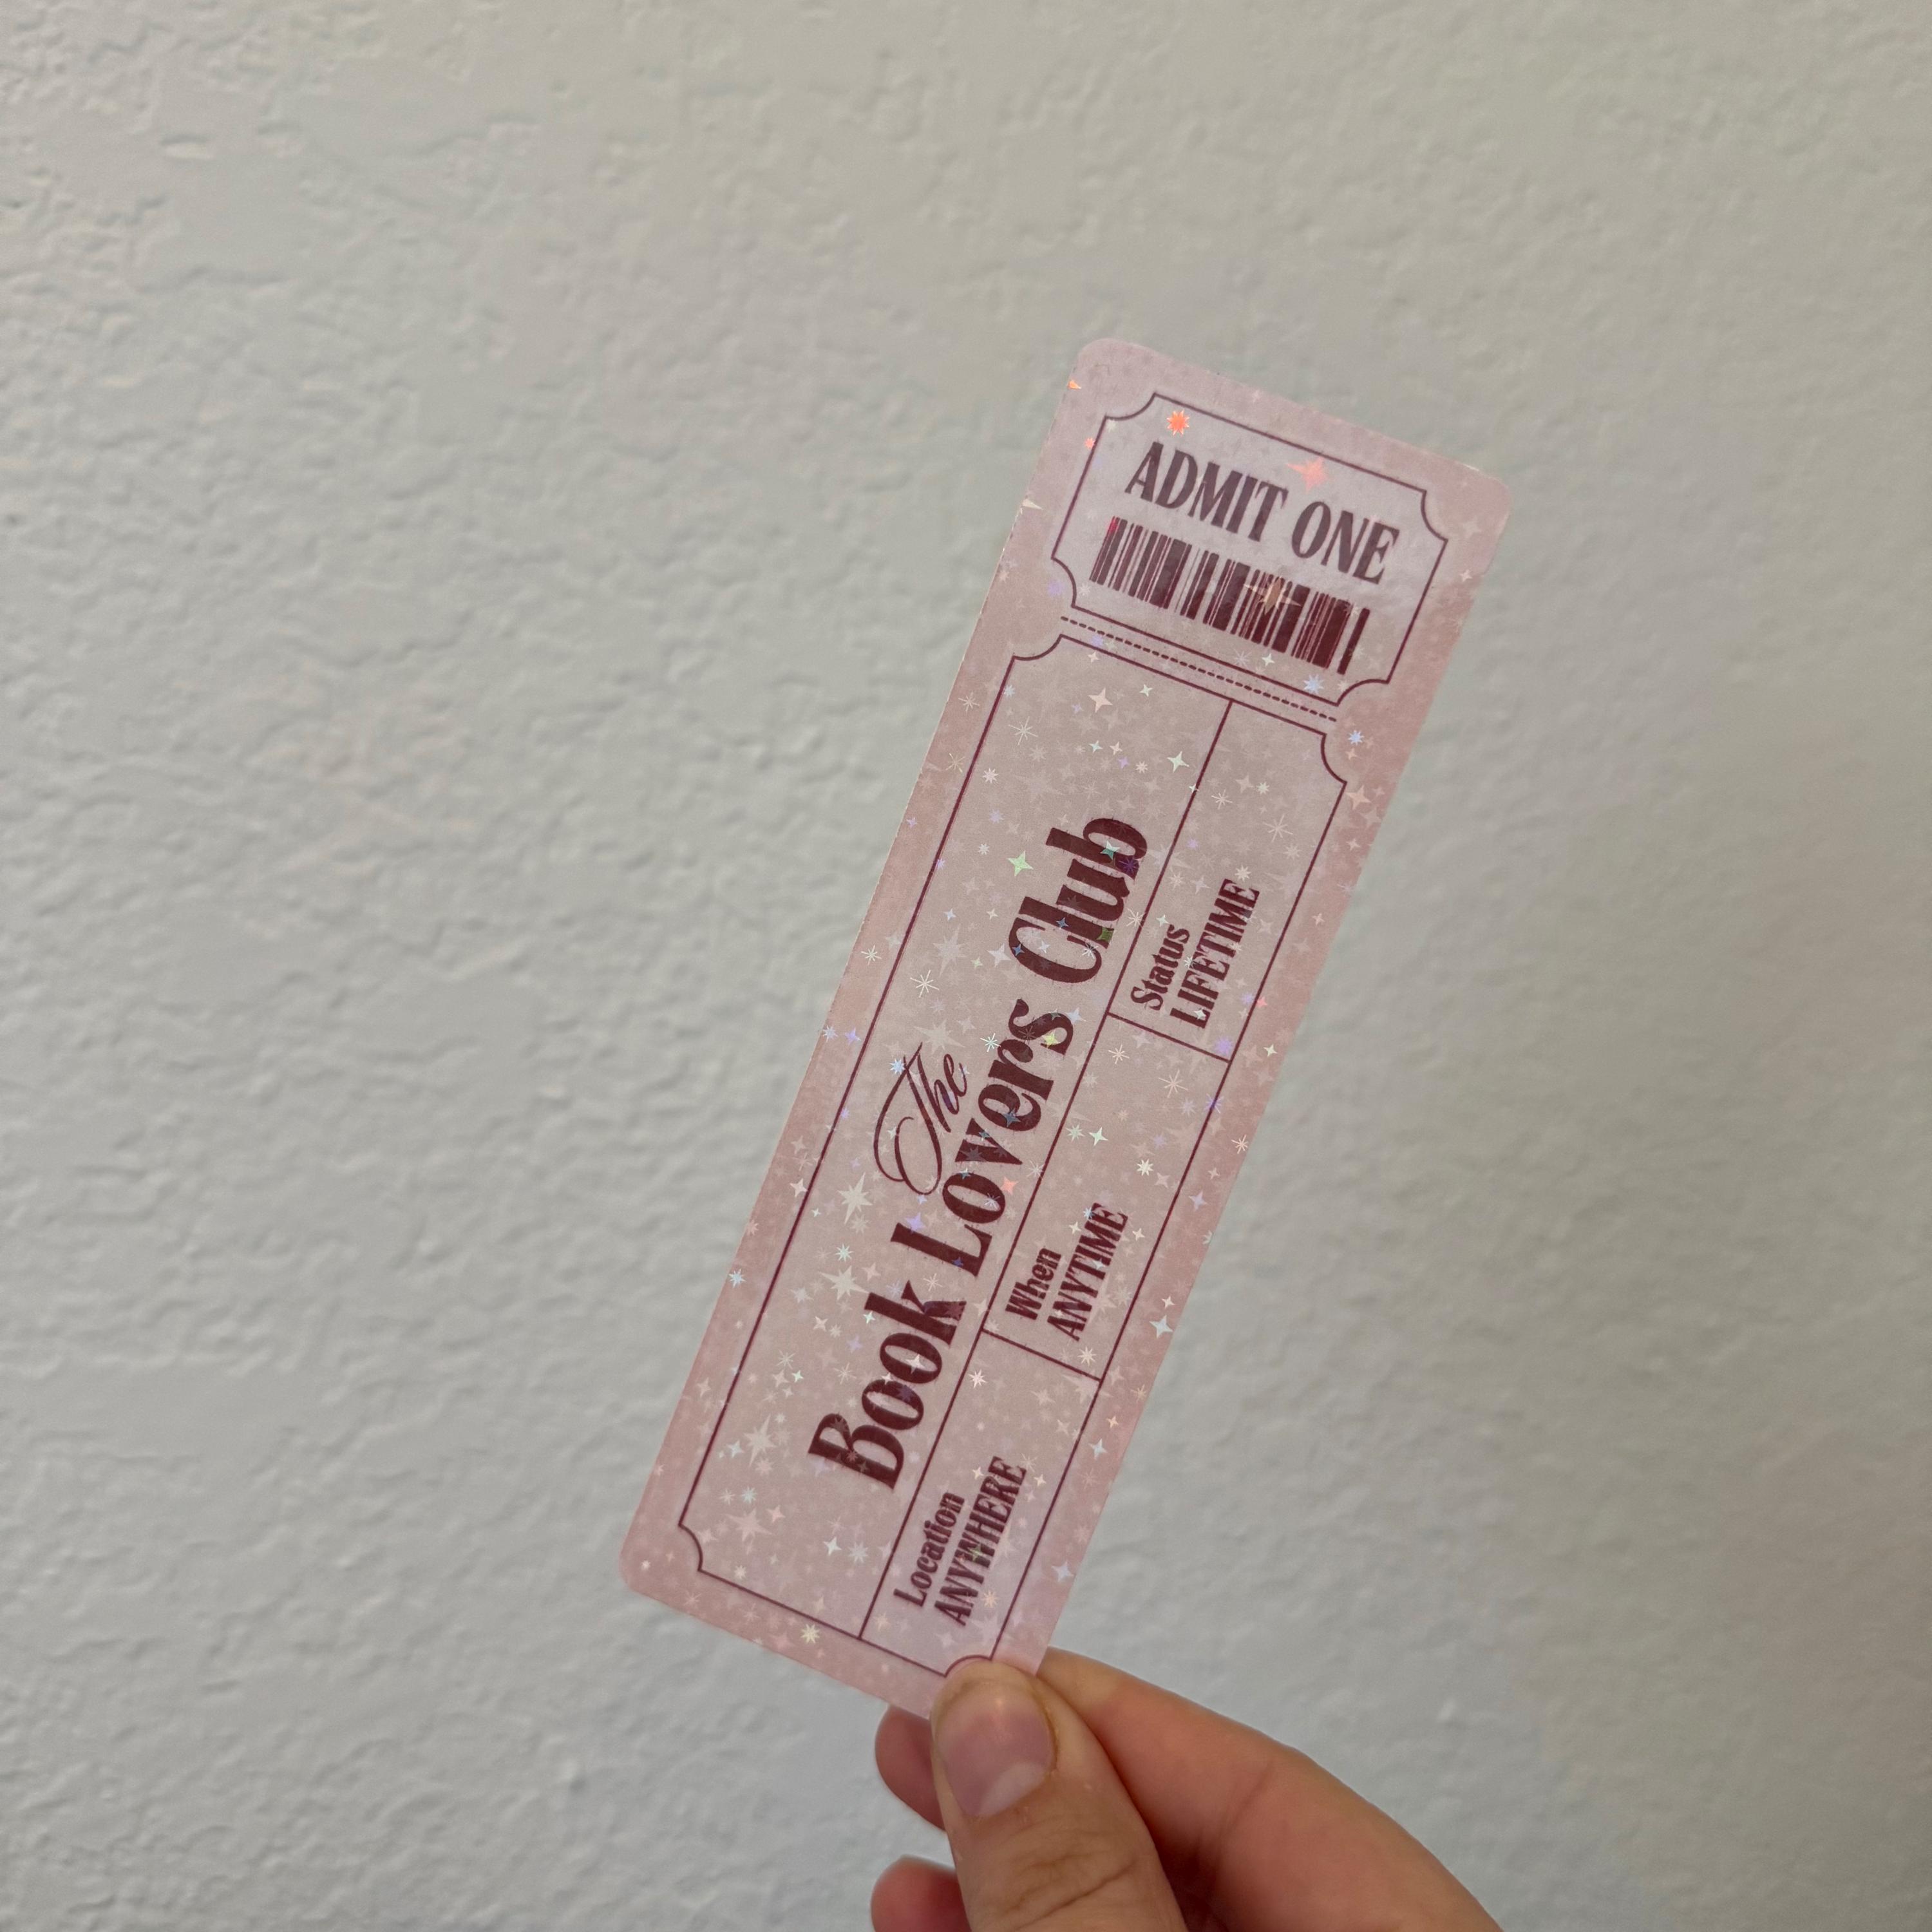 ADMIT ONE
The
Book Lovers Club
Location
ANYWHERE
When
ANYTIME
Status
LIFETIME